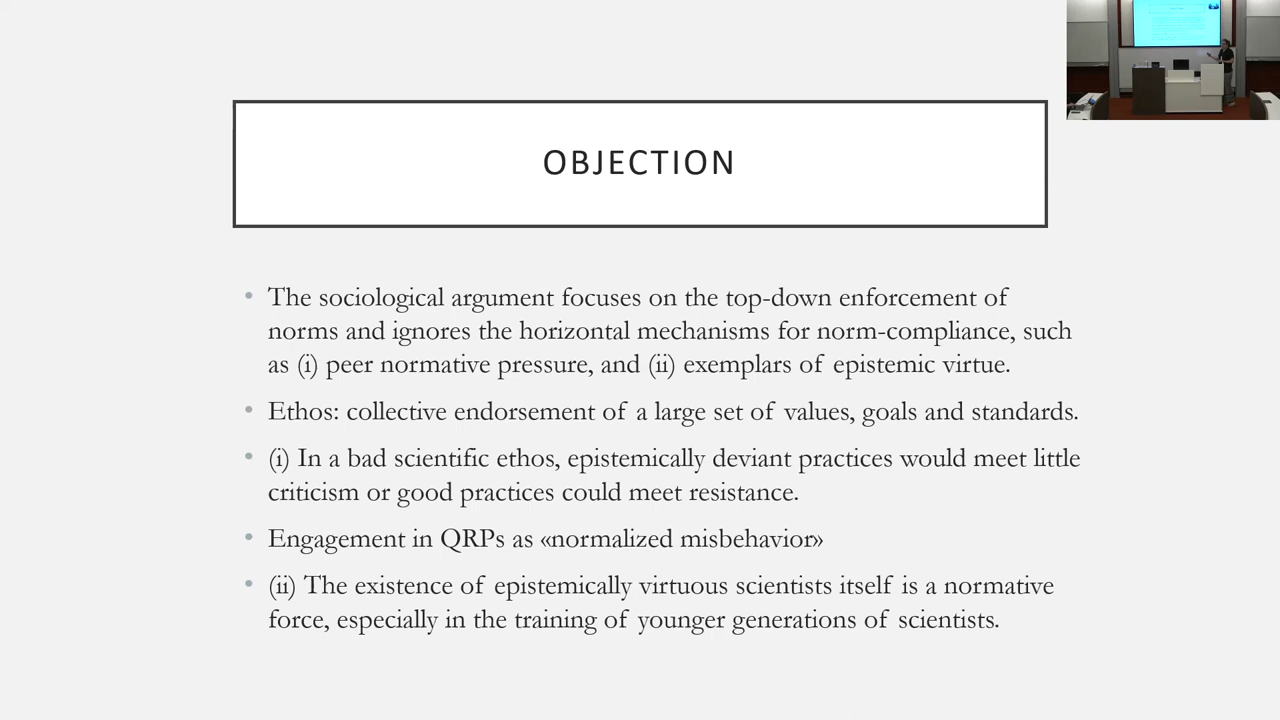 OBJECTION
• The sociological argument focuses on the top-down enforcement of
norms and ignores the horizontal mechanisms for norm-compliance, such
as (i) peer normative pressure, and (ii) exemplars of epistemic virtue.
• Ethos: collective endorsement of a large set of values, goals and standards.
• (i) In a bad scientific ethos, epistemically deviant practices would meet little
criticism or good practices could meet resistance.
• Engagement in QRPs as «normalized misbehavior»
• (ii) The existence of epistemically virtuous scientists itself is a normative
force, especially in the training of younger generations of scientists.